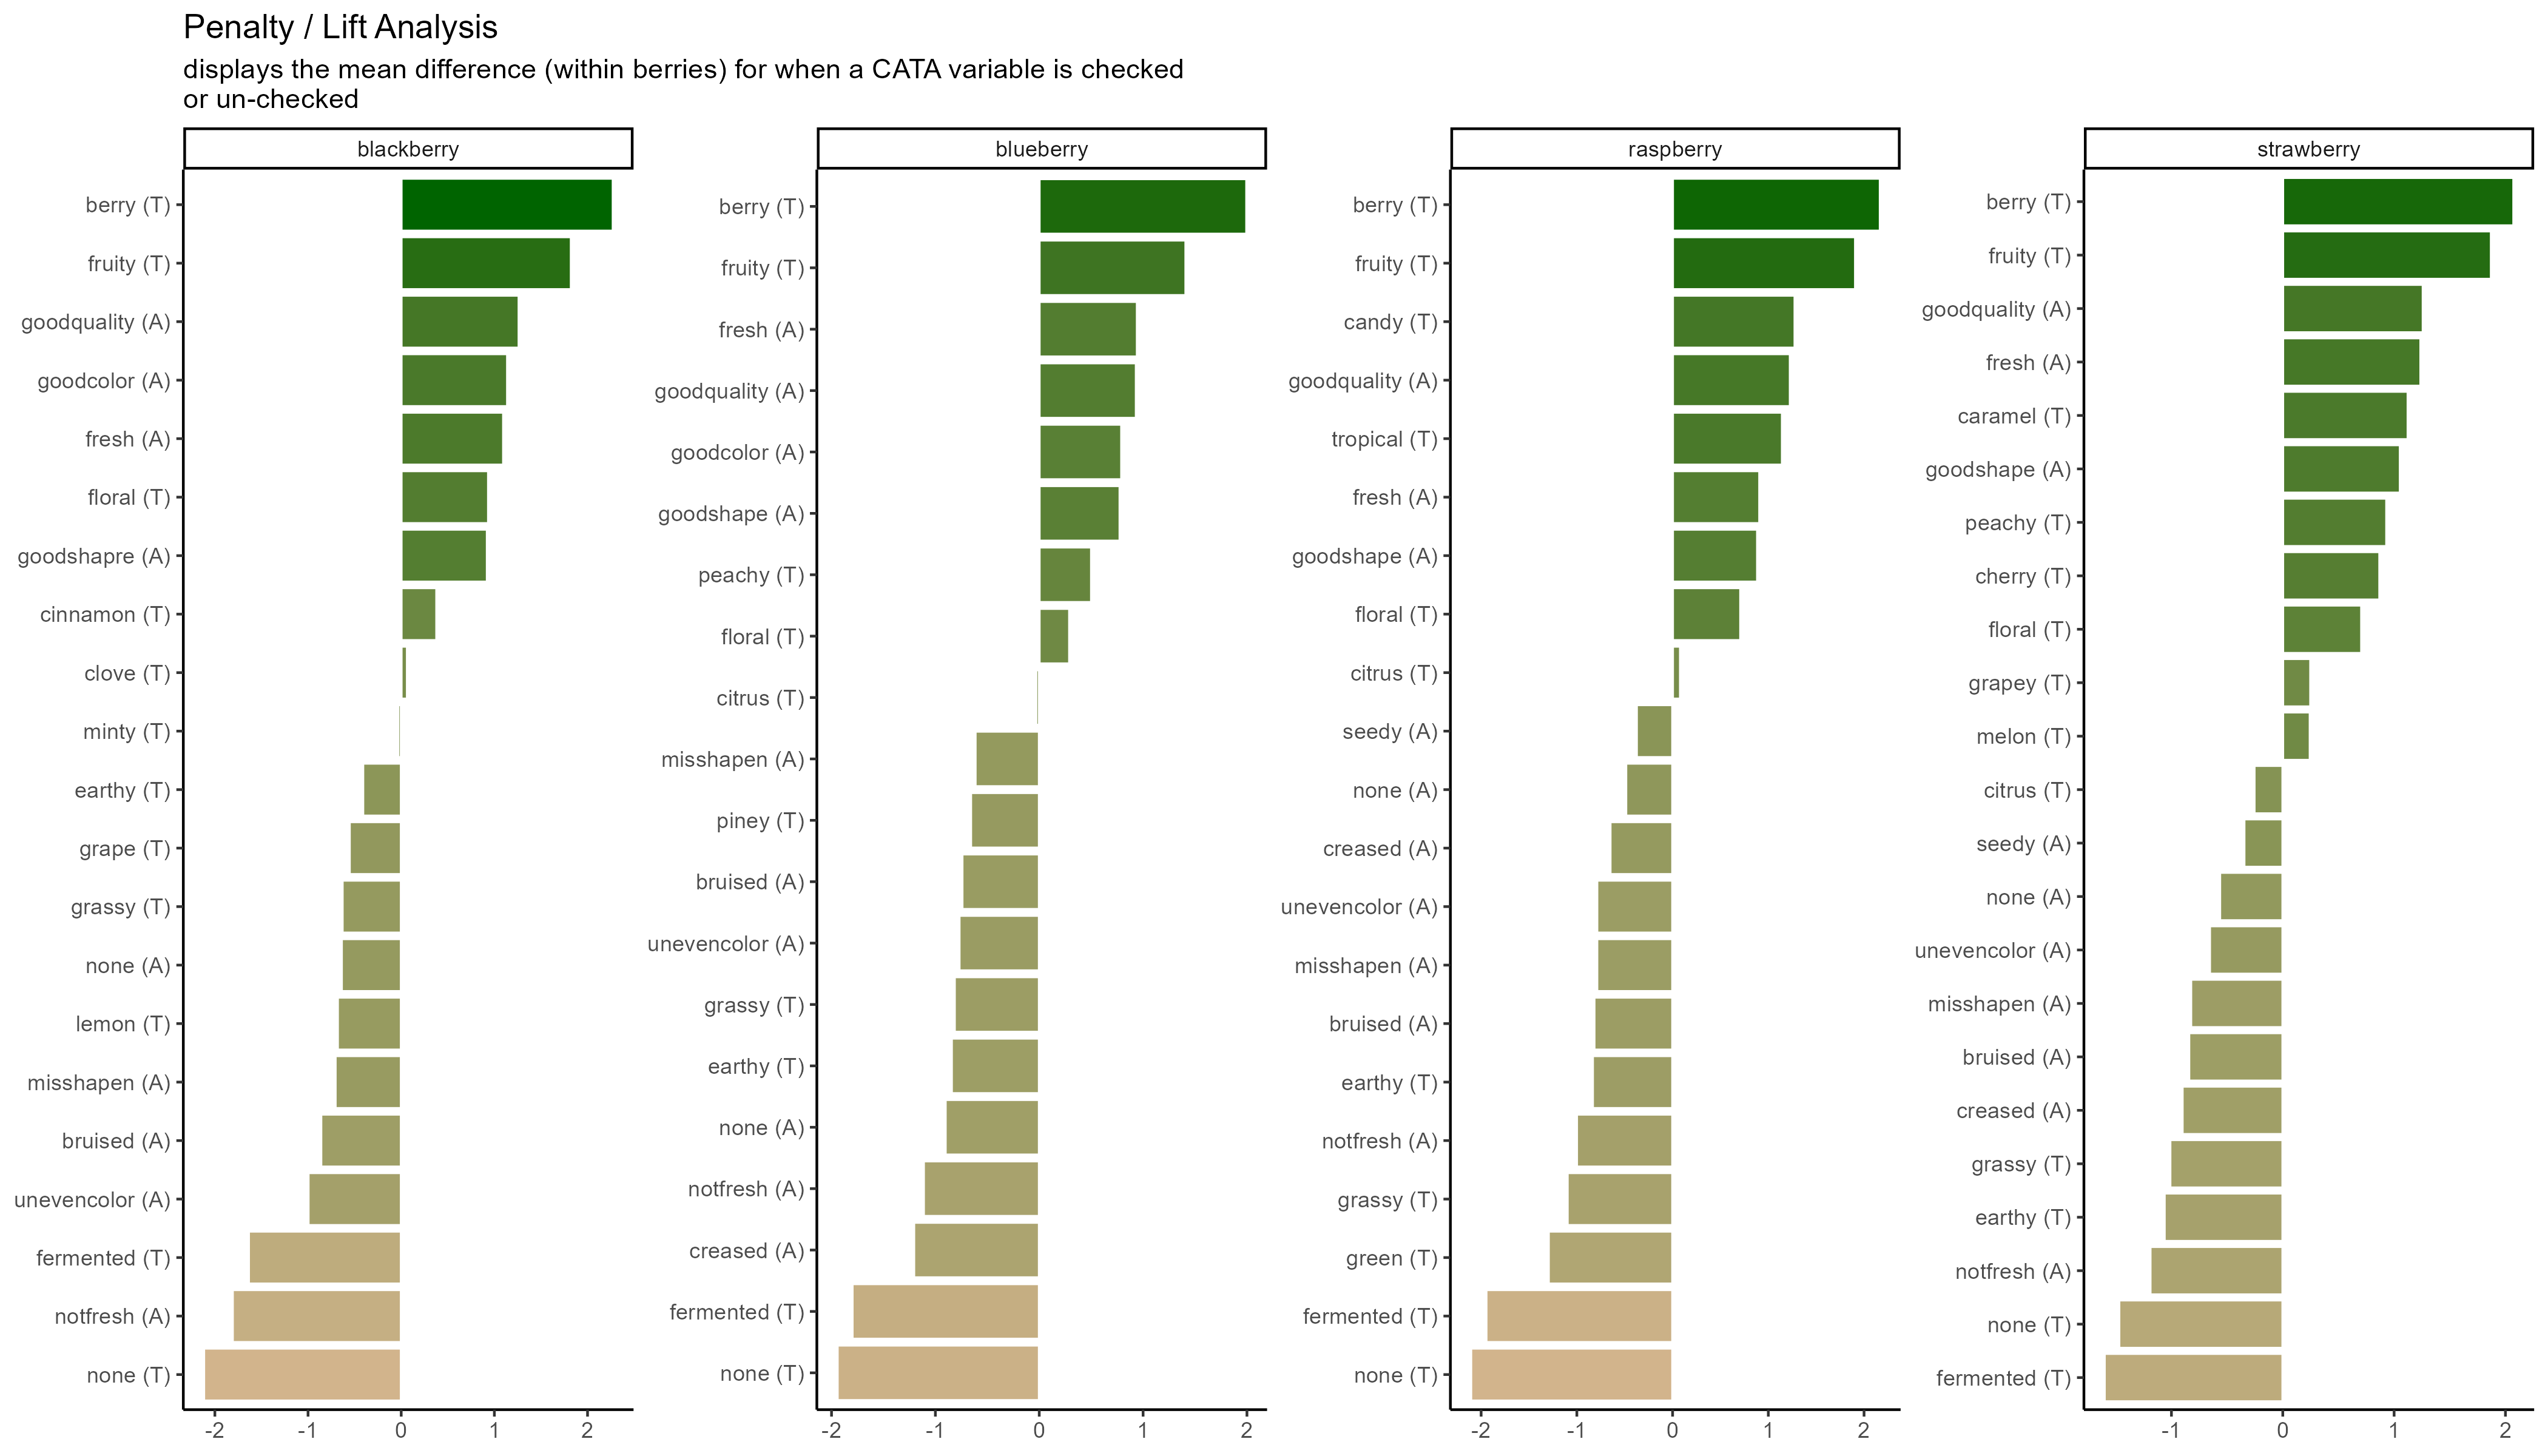 Penalty / Lift Analysis
displays the mean difference (within berries) for when a CATA variable is checked
or un-checked
blackberry
berry (T)
fruity (T)
goodquality (A)
goodcolor (A)
fresh (A)
floral (T)
goodshapre (A)
cinnamon (T)
clove (T)
minty (T)
earthy (T)
grape (T)
grassy (T)
none (A)
lemon (T)
misshapen (A)
bruised (A)
unevencolor (A)
fermented (T)
notfresh (A)
none (T)
-2 -1 0 1 2
blueberry
berry (T)
fruity (T)
fresh (A)
goodquality (A)
goodcolor (A)
goodshape (A)
peachy (T)
floral (T)
citrus (T)
misshapen (A)
piney (T)
bruised (A)
unevencolor (A)
grassy (T)
earthy (T)
none (A)
notfresh (A)
creased (A)
fermented (T)
none (T)
-2 -1 0 1 2
raspberry
berry (T)
fruity (T)
candy (T)
goodquality (A)
tropical (T)
fresh (A)
goodshape (A)
floral (T)
citrus (T)
seedy (A)
none (A)
creased (A)
unevencolor (A)
misshapen (A)
bruised (A)
earthy (T)
notfresh (A)
grassy (T)
green (T)
fermented (T)
none (T)
-2 -1 0 1 2
strawberry
berry (T)
fruity (T)
goodquality (A)
fresh (A)
caramel (T)
goodshape (A)
peachy (T)
cherry (T)
floral (T)
grapey (T)
melon (T)
citrus (T)
seedy (A)
none (A)
unevencolor (A)
misshapen (A)
bruised (A)
creased (A)
grassy (T)
earthy (T)
notfresh (A)
none (T)
fermented (T)
-1 0 1 2